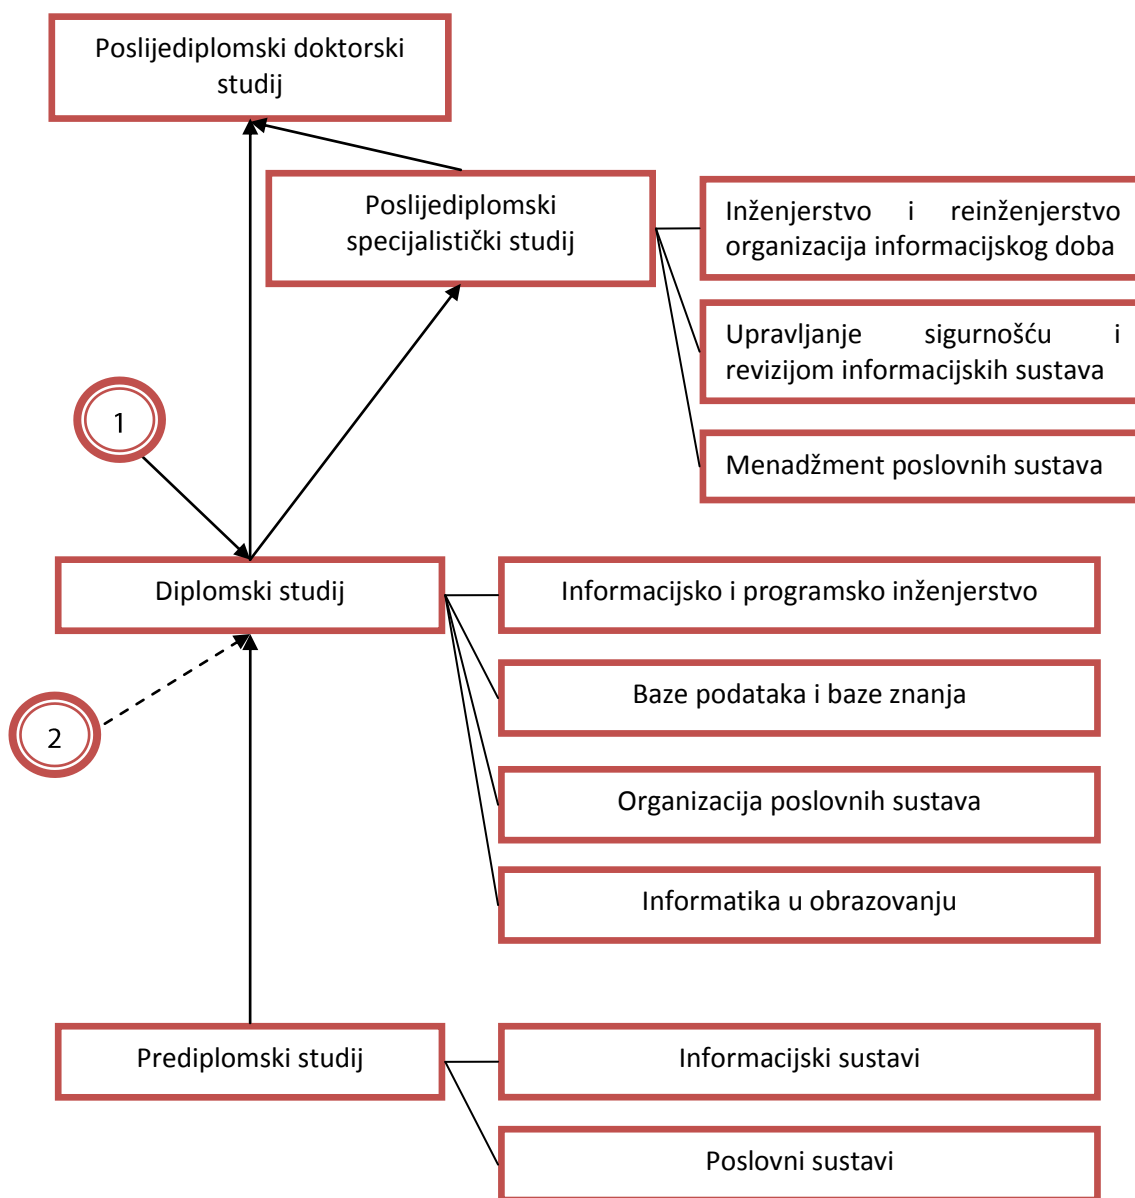 Poslijediplomski doktorski
studij
Poslijediplomski
specijalistički studij
Inženjerstvo i reinženjerstvo
organizacija informacijskog doba
Upravljanje sigurnošću i
revizijom informacijskih sustava
Menadžment poslovnih sustava
1
Diplomski studij
Informacijsko i programsko inženjerstvo
Baze podataka i baze znanja
2
Organizacija poslovnih sustava
Informatika u obrazovanju
Prediplomski studij
Informacijski sustavi
Poslovni sustavi